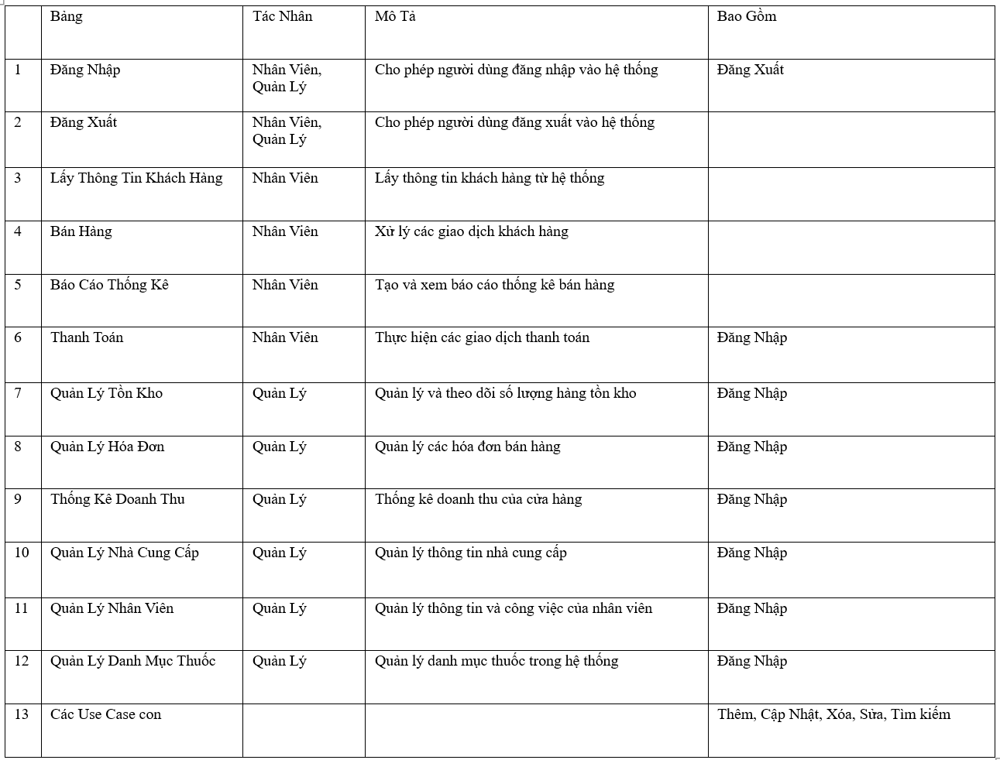 Bảng Tác Nhân Mô Tả Bao Gồm
1 Đăng Nhập Nhân Viên, Cho phép người dùng đăng nhập vào hệ thống Đăng Xuất
Quản Lý
2 Đăng Xuất Nhân Viên, Cho phép người dùng đăng xuất vào hệ thống
Quản Lý
3 Lấy Thông Tin Khách Hàng Nhân Viên Lấy thông tin khách hàng từ hệ thống
4 Bán Hàng Nhân Viên Xử lý các giao dịch khách hàng
5 Báo Cáo Thống Kê Nhân Viên Tạo và xem báo cáo thống kê bán hàng
6 Thanh Toán Nhân Viên Thực hiện các giao dịch thanh toán Đăng Nhập
7 Quản Lý Tồn Kho Quản Lý Quản lý và theo dõi số lượng hàng tồn kho Đăng Nhập
8 Quản Lý Hóa Đơn Quản Lý Quản lý các hóa đơn bán hàng Đăng Nhập
9 Thống Kê Doanh Thu Quản Lý Thống kê doanh thu của cửa hàng Đăng Nhập
10 Quản Lý Nhà Cung Cấp Quản Lý Quản lý thông tin nhà cung cấp Đăng Nhập
11 Quản Lý Nhân Viên Quản Lý Quản lý thông tin và công việc của nhân viên Đăng Nhập
12 Quản Lý Danh Mục Thuốc Quản Lý Quản lý danh mục thuốc trong hệ thống Đăng Nhập
13 Các Use Case con Thêm, Cập Nhật, Xóa, Sửa, Tìm kiếm